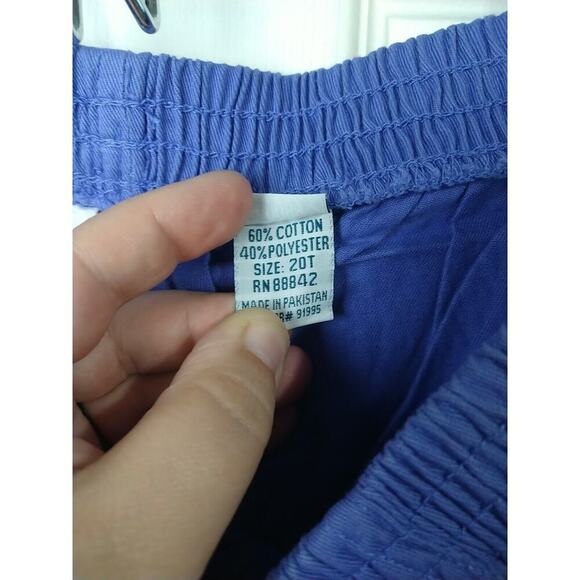 60% COTTON
40% POLYESTER
SIZE: 20T
RN 88842
MADE IN PAKISTAN
# 91995